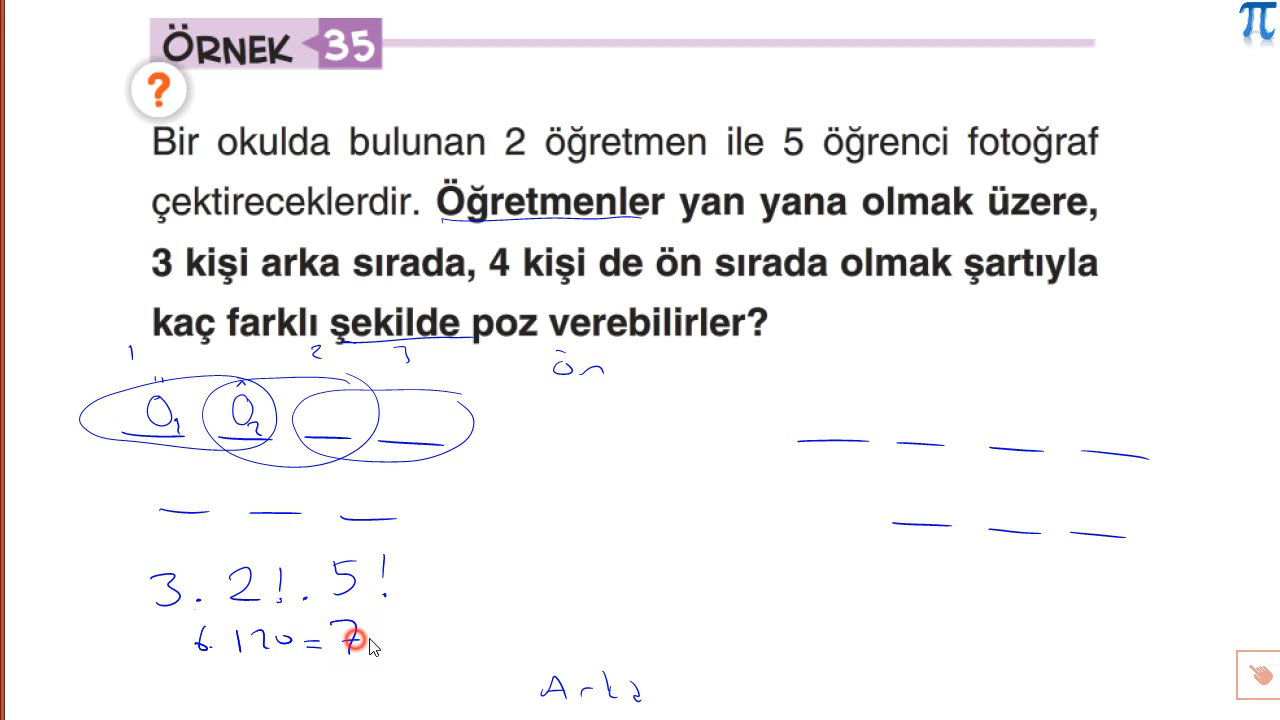 π
ÖRNEK 35
?
Bir okulda bulunan 2 öğretmen ile 5 öğrenci fotoğraf
çektireceklerdir. Öğretmenler yan yana olmak üzere,
3 kişi arka sırada, 4 kişi de ön sırada olmak şartıyla
kaç farklı şekilde poz verebilirler?
1 2 3
ön
Ö1 Ö2
3 . 2! . 5!
6. 120 = 7
Arka